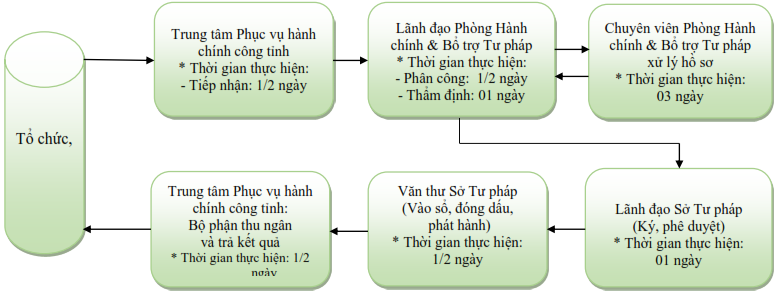 Tổ chức,
Trung tâm Phục vụ hành
chính công tỉnh
* Thời gian thực hiện:
- Tiếp nhận: 1/2 ngày
Lãnh đạo Phòng Hành
chính & Bổ trợ Tư pháp
* Thời gian thực hiện:
- Phân công: 1/2 ngày
- Thẩm định: 01 ngày
Chuyên viên Phòng Hành
chính & Bổ trợ Tư pháp
xử lý hồ sơ
* Thời gian thực hiện:
03 ngày
Lãnh đạo Sở Tư pháp
(Ký, phê duyệt)
* Thời gian thực hiện:
01 ngày
Văn thư Sở Tư pháp
(Vào sổ, đóng dấu,
phát hành)
* Thời gian thực hiện:
1/2 ngày
Trung tâm Phục vụ hành
chính công tỉnh:
Bộ phận thu ngân
và trả kết quả
* Thời gian thực hiện: 1/2
ngày